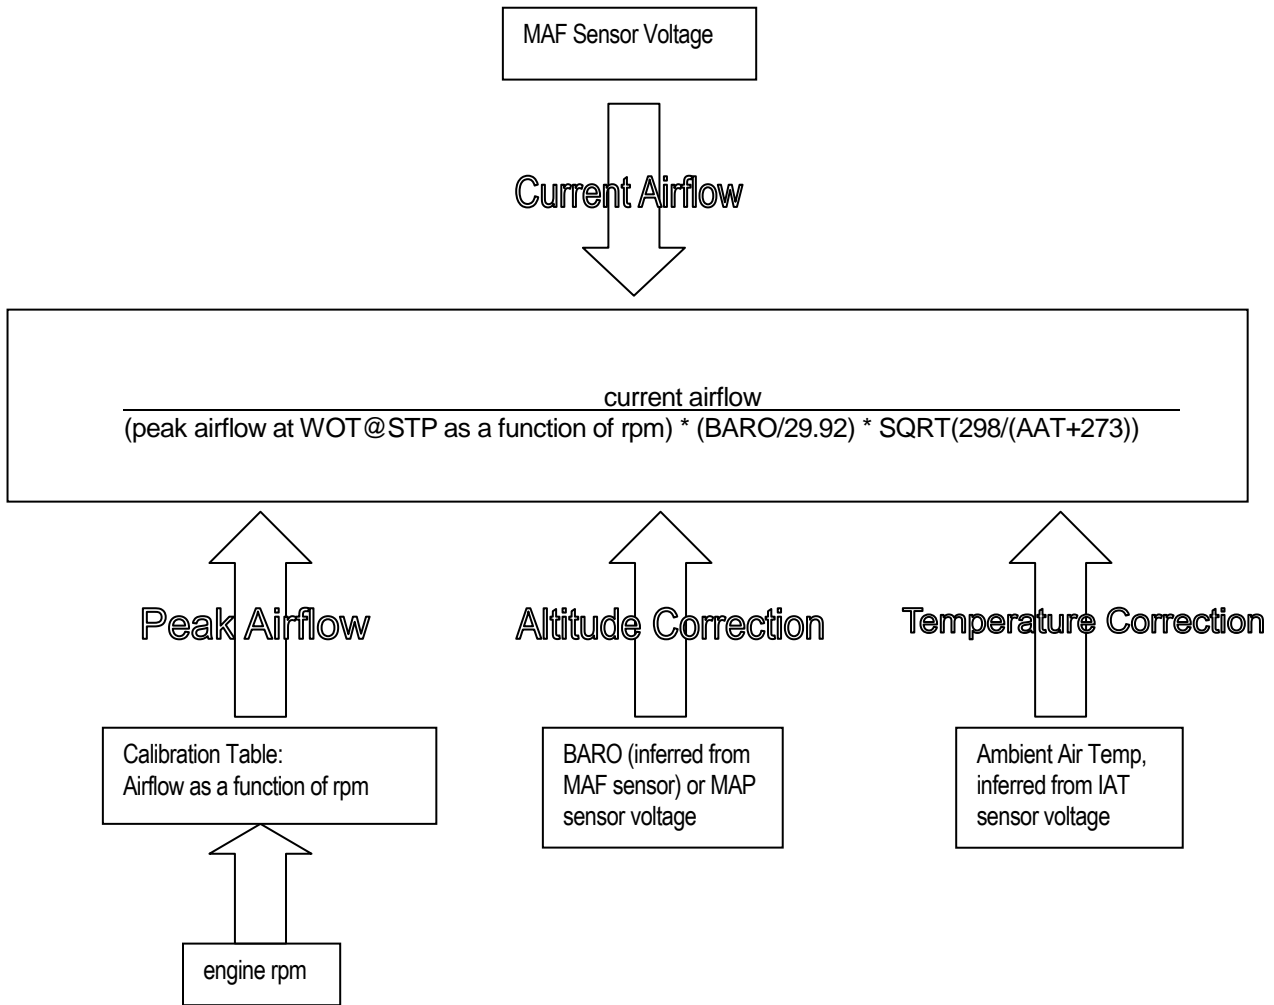 MAF Sensor Voltage
Current Airflow
current airflow
(peak airflow at WOT@STP as a function of rpm) * (BARO/29.92) * SQRT(298/(AAT+273))
Peak Airflow
Altitude Correction
Temperature Correction
Calibration Table:
Airflow as a function of rpm
BARO (inferred from
MAF sensor) or MAP
sensor voltage
Ambient Air Temp,
inferred from IAT
sensor voltage
engine rpm